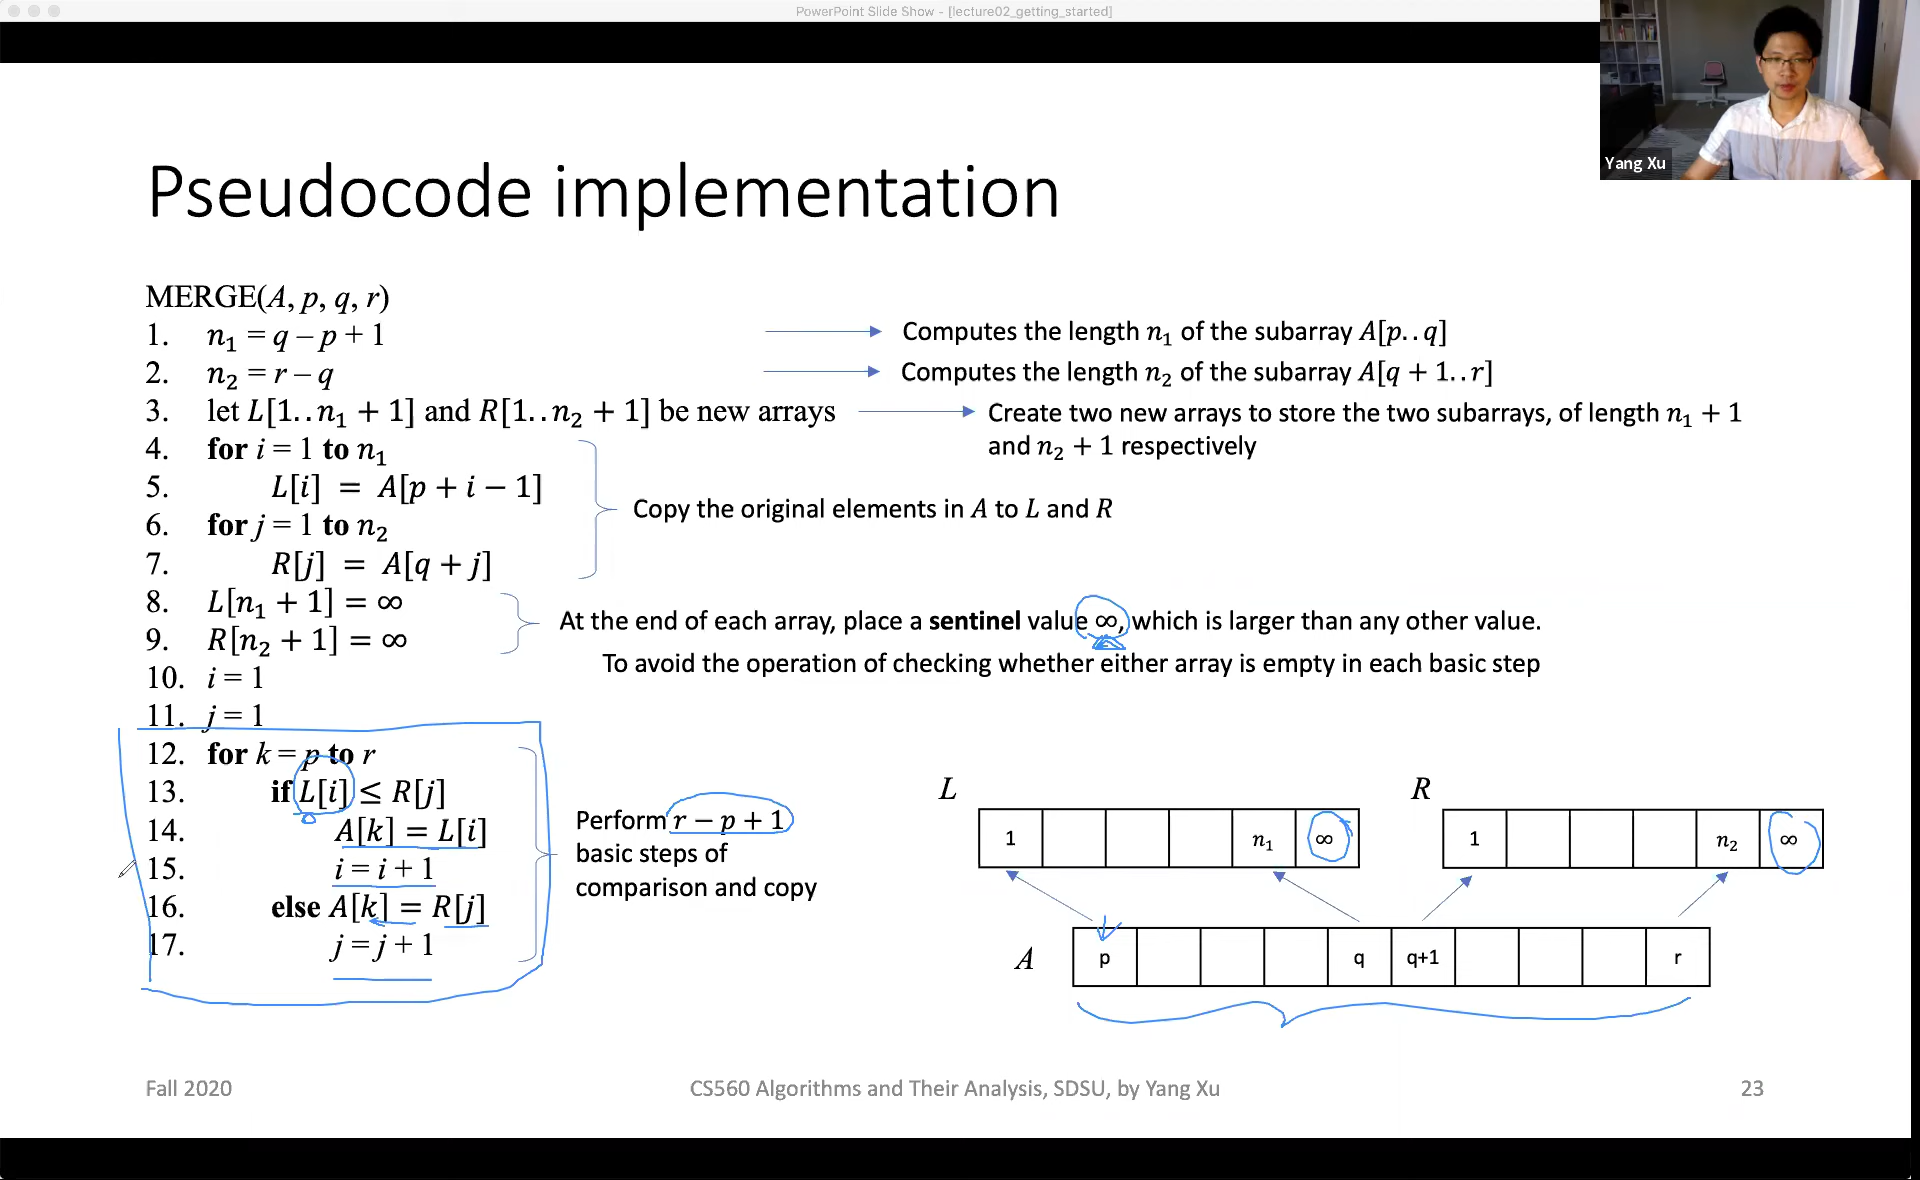 PowerPoint Slide Show - [lecture02_getting_started]
Yang Xu
Pseudocode implementation
MERGE(A, p, q, r)
1. n₁ = q – p + 1
Computes the length n₁ of the subarray A[p..q]
2. n₂ = r – q
Computes the length n₂ of the subarray A[q + 1..r]
3. let L[1..n₁ + 1] and R[1..n₂ + 1] be new arrays
Create two new arrays to store the two subarrays, of length n₁ + 1
and n₂ + 1 respectively
4. for i = 1 to n₁
5. L[i] = A[p + i − 1]
6. for j = 1 to n₂
7. R[j] = A[q + j]
Copy the original elements in A to L and R
8. L[n₁ + 1] = ∞
9. R[n₂ + 1] = ∞
At the end of each array, place a sentinel value ∞, which is larger than any other value.
To avoid the operation of checking whether either array is empty in each basic step
10. i = 1
11. j = 1
12. for k = p to r
13. if L[i] ≤ R[j]
14. A[k] = L[i]
15. i = i + 1
16. else A[k] = R[j]
17. j = j + 1
Perform r − p + 1
basic steps of
comparison and copy
L
1 n₁ ∞
R
1 n₂ ∞
A
p q q+1 r
Fall 2020
CS560 Algorithms and Their Analysis, SDSU, by Yang Xu
23